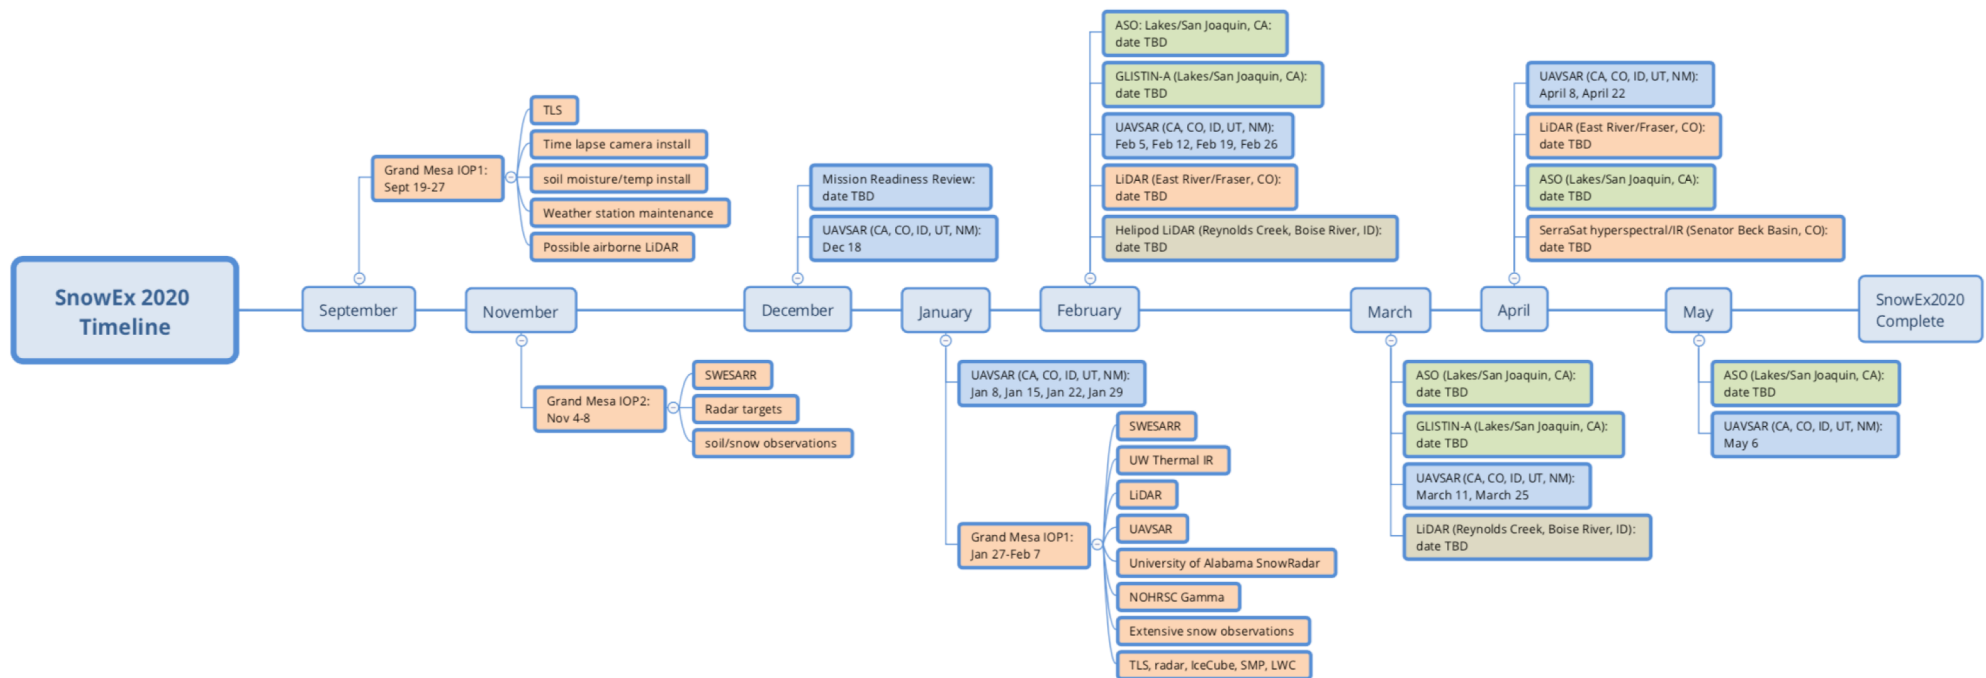 SnowEx 2020
Timeline
September
Grand Mesa IOP1:
Sept 19-27
TLS
Time lapse camera install
soil moisture/temp install
Weather station maintenance
Possible airborne LiDAR
November
Grand Mesa IOP2:
Nov 4-8
SWESARR
Radar targets
soil/snow observations
December
Mission Readiness Review:
date TBD
UAVSAR (CA, CO, ID, UT, NM):
Dec 18
January
UAVSAR (CA, CO, ID, UT, NM):
Jan 8, Jan 15, Jan 22, Jan 29
Grand Mesa IOP1:
Jan 27-Feb 7
SWESARR
UW Thermal IR
LiDAR
UAVSAR
University of Alabama SnowRadar
NOHRSC Gamma
Extensive snow observations
TLS, radar, IceCube, SMP, LWC
February
ASO: Lakes/San Joaquin, CA:
date TBD
GLISTIN-A (Lakes/San Joaquin, CA):
date TBD
UAVSAR (CA, CO, ID, UT, NM):
Feb 5, Feb 12, Feb 19, Feb 26
LiDAR (East River/Fraser, CO):
date TBD
Helipod LiDAR (Reynolds Creek, Boise River, ID):
date TBD
March
ASO (Lakes/San Joaquin, CA):
date TBD
GLISTIN-A (Lakes/San Joaquin, CA):
date TBD
UAVSAR (CA, CO, ID, UT, NM):
March 11, March 25
LiDAR (Reynolds Creek, Boise River, ID):
date TBD
April
UAVSAR (CA, CO, ID, UT, NM):
April 8, April 22
LiDAR (East River/Fraser, CO):
date TBD
ASO (Lakes/San Joaquin, CA):
date TBD
SerraSat hyperspectral/IR (Senator Beck Basin, CO):
date TBD
May
ASO (Lakes/San Joaquin, CA):
date TBD
UAVSAR (CA, CO, ID, UT, NM):
May 6
SnowEx2020
Complete